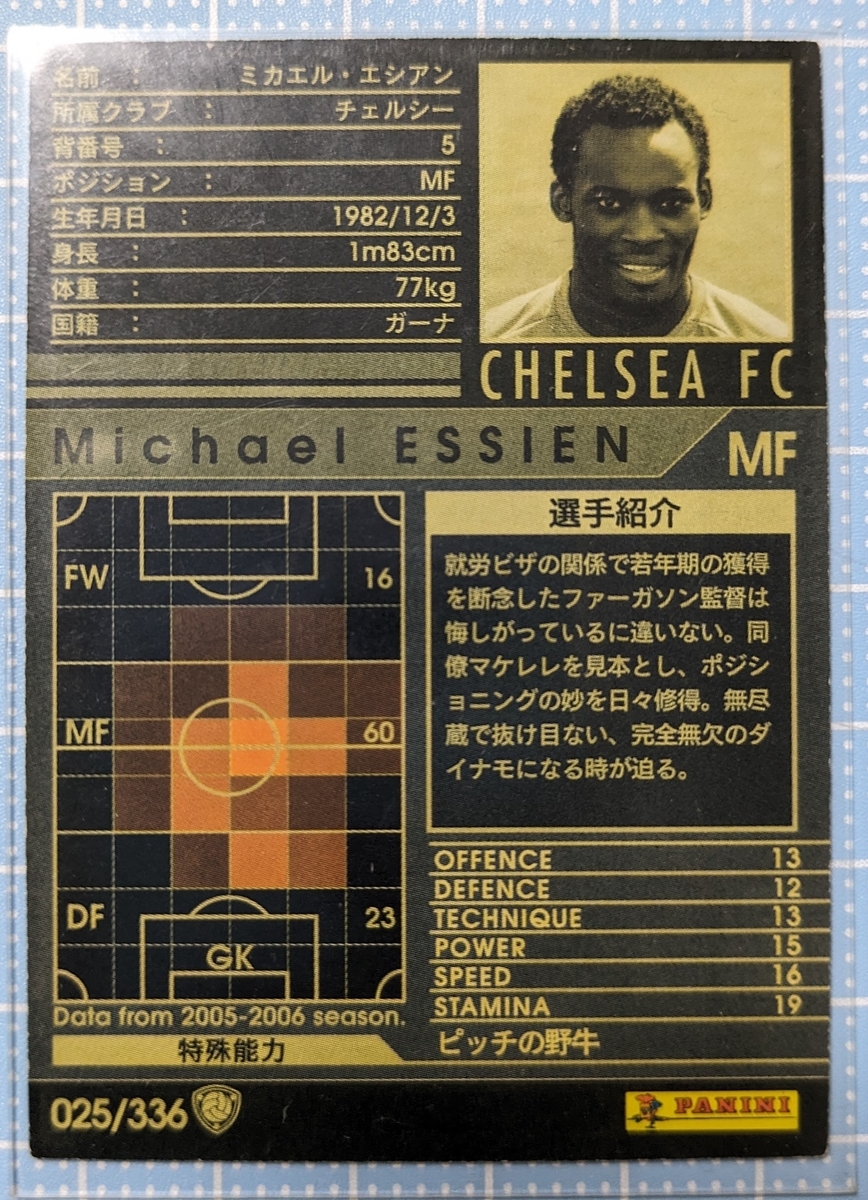 名前 : ミカエル・エシアン
所属クラブ : チェルシー
背番号 : 5
ポジション : MF
生年月日 : 1982/12/3
身長 : 1m83cm
体重 : 77kg
国籍 : ガーナ
CHELSEA FC
Michael ESSIEN
MF
FW 16
MF 60
DF 23
GK
Data from 2005-2006 season.
選手紹介
就労ビザの関係で若年期の獲得
を断念したファーガソン監督は
悔しがっているに違いない。同
僚マケレレを見本とし、ポジシ
ョニングの妙を日々修得。無尽
蔵で抜け目ない、完全無欠のダ
イナモになる時が迫る。
OFFENCE 13
DEFENCE 12
TECHNIQUE 13
POWER 15
SPEED 16
STAMINA 19
特殊能力 ピッチの野牛
025/336
PANINI